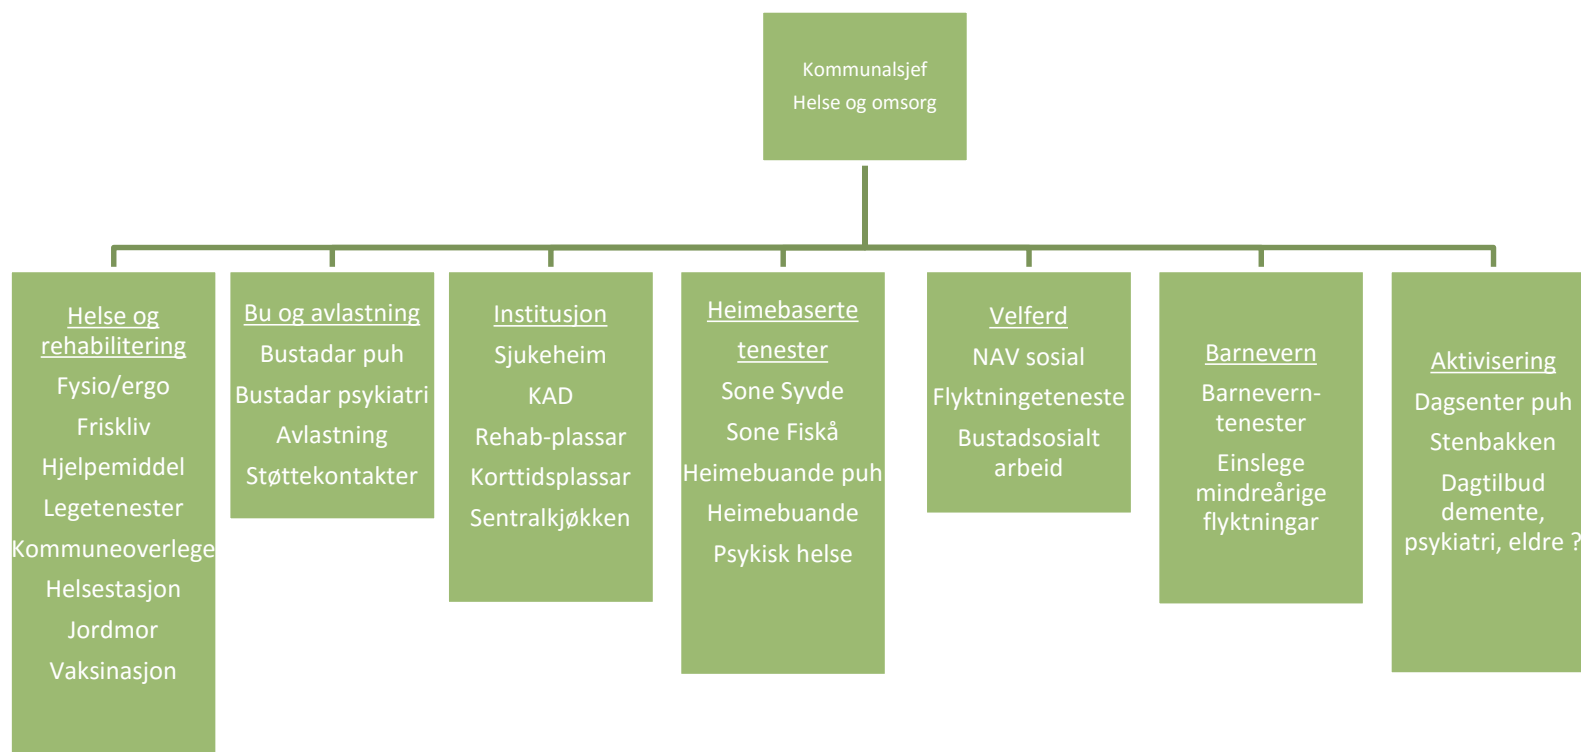 Kommunalsjef
Helse og omsorg
Helse og
rehabilitering
Fysio/ergo
Friskliv
Hjelpemiddel
Legetenester
Kommuneoverlege
Helsestasjon
Jordmor
Vaksinasjon
Bu og avlastning
Bustadar puh
Bustadar psykiatri
Avlastning
Støttekontakter
Institusjon
Sjukeheim
KAD
Rehab-plassar
Korttidsplassar
Sentralkjøkken
Heimebaserte
tenester
Sone Syvde
Sone Fiskå
Heimebuande puh
Heimebuande
Psykisk helse
Velferd
NAV sosial
Flyktningeteneste
Bustadsosialt
arbeid
Barnevern
Barnevern-
tenester
Einslege
mindreårige
flyktningar
Aktivisering
Dagsenter puh
Stenbakken
Dagtilbud
demente,
psykiatri, eldre ?